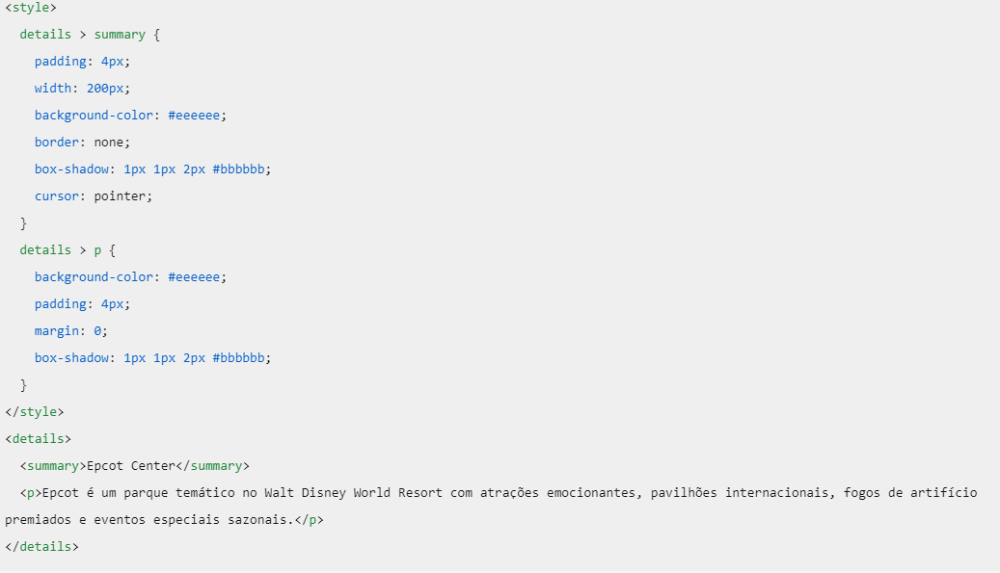 <style>
  details > summary {
    padding: 4px;
    width: 200px;
    background-color: #eeeeee;
    border: none;
    box-shadow: 1px 1px 2px #bbbbbb;
    cursor: pointer;
  }
  details > p {
    background-color: #eeeeee;
    padding: 4px;
    margin: 0;
    box-shadow: 1px 1px 2px #bbbbbb;
  }
</style>
<details>
  <summary>Epcot Center</summary>
  <p>Epcot é um parque temático no Walt Disney World Resort com atrações emocionantes, pavilhões internacionais, fogos de artifício
premiados e eventos especiais sazonais.</p>
</details>